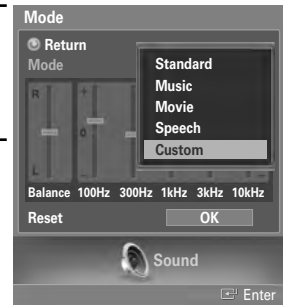 Mode
Return
Mode
Standard
Music
Movie
Speech
Custom
R
+
0
L
-
Balance 100Hz 300Hz 1kHz 3kHz 10kHz
Reset
OK
Sound
Enter